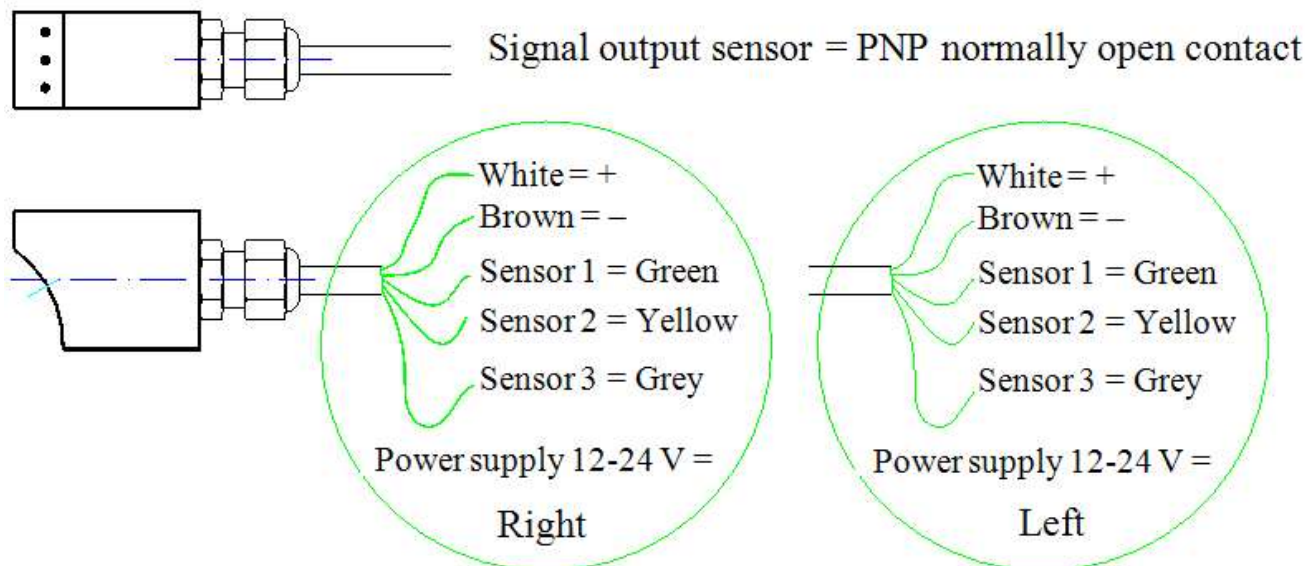 Signal output sensor = PNP normally open contact
White = +
Brown = –
Sensor 1 = Green
Sensor 2 = Yellow
Sensor 3 = Grey
Power supply 12-24 V =
Right
White = +
Brown = –
Sensor 1 = Green
Sensor 2 = Yellow
Sensor 3 = Grey
Power supply 12-24 V =
Left